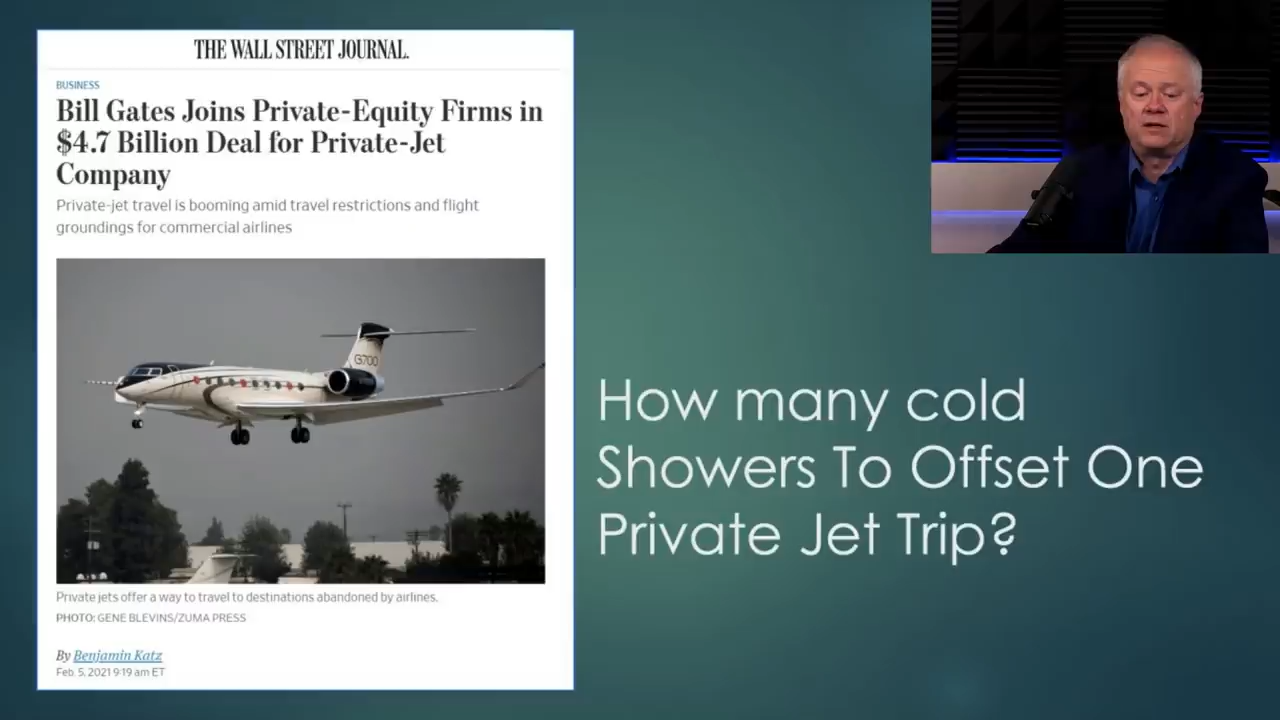 THE WALL STREET JOURNAL.
BUSINESS
Bill Gates Joins Private-Equity Firms in
$4.7 Billion Deal for Private-Jet
Company
Private-jet travel is booming amid travel restrictions and flight
groundings for commercial airlines
G700
Private jets offer a way to travel to destinations abandoned by airlines.
PHOTO: GENE BLEVINS/ZUMA PRESS
By Benjamin Katz
Feb. 5, 2021 9:19 am ET
How many cold
Showers To Offset One
Private Jet Trip?